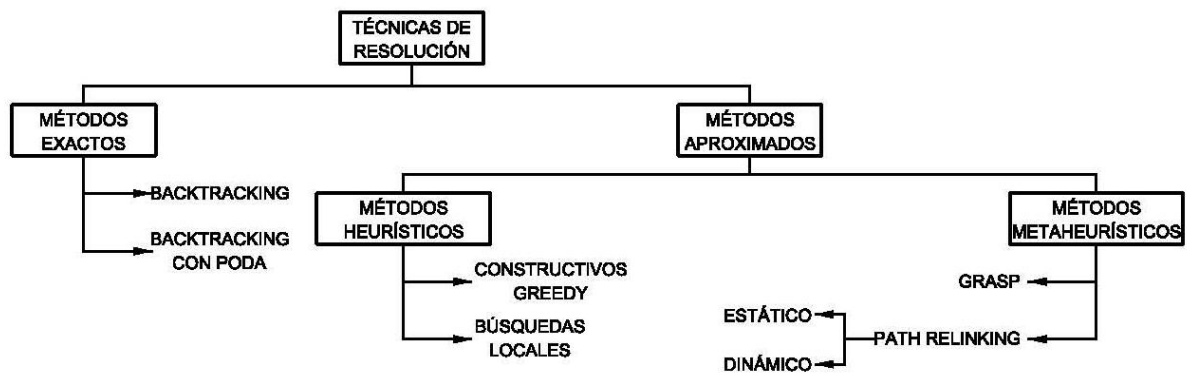 TÉCNICAS DE
RESOLUCIÓN
MÉTODOS
EXACTOS
MÉTODOS
APROXIMADOS
BACKTRACKING
BACKTRACKING
CON PODA
MÉTODOS
HEURÍSTICOS
MÉTODOS
METAHEURÍSTICOS
CONSTRUCTIVOS
GREEDY
BÚSQUEDAS
LOCALES
GRASP
PATH RELINKING
ESTÁTICO
DINÁMICO